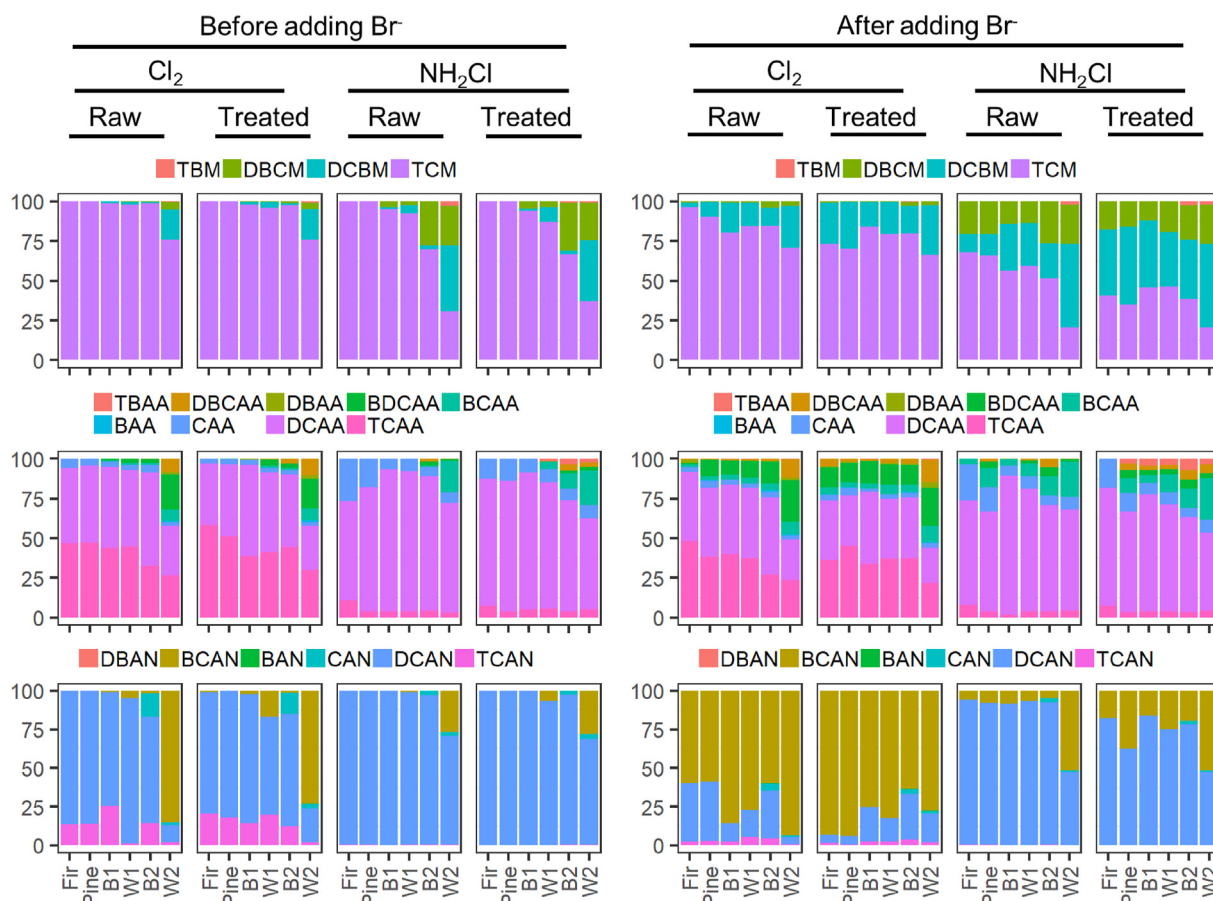 Before adding Br-
After adding Br-
Cl2
NH2Cl
Cl2
NH2Cl
Raw
Treated
Raw
Treated
Raw
Treated
Raw
Treated
TBM DBCM DCBM TCM
TBM DBCM DCBM TCM
100
75
50
25
0
100
75
50
25
0
TBAA DBCAA DBAA BDCAA BCAA
BAA CAA DCAA TCAA
TBAA DBCAA DBAA BDCAA BCAA
BAA CAA DCAA TCAA
100
75
50
25
0
100
75
50
25
0
DBAN BCAN BAN CAN DCAN TCAN
DBAN BCAN BAN CAN DCAN TCAN
100
75
50
25
0
100
75
50
25
0
Fir Pine B1 W1 B2 W2
Fir Pine B1 W1 B2 W2
Fir Pine B1 W1 B2 W2
Fir Pine B1 W1 B2 W2
Fir Pine B1 W1 B2 W2
Fir Pine B1 W1 B2 W2
Fir Pine B1 W1 B2 W2
Fir Pine B1 W1 B2 W2